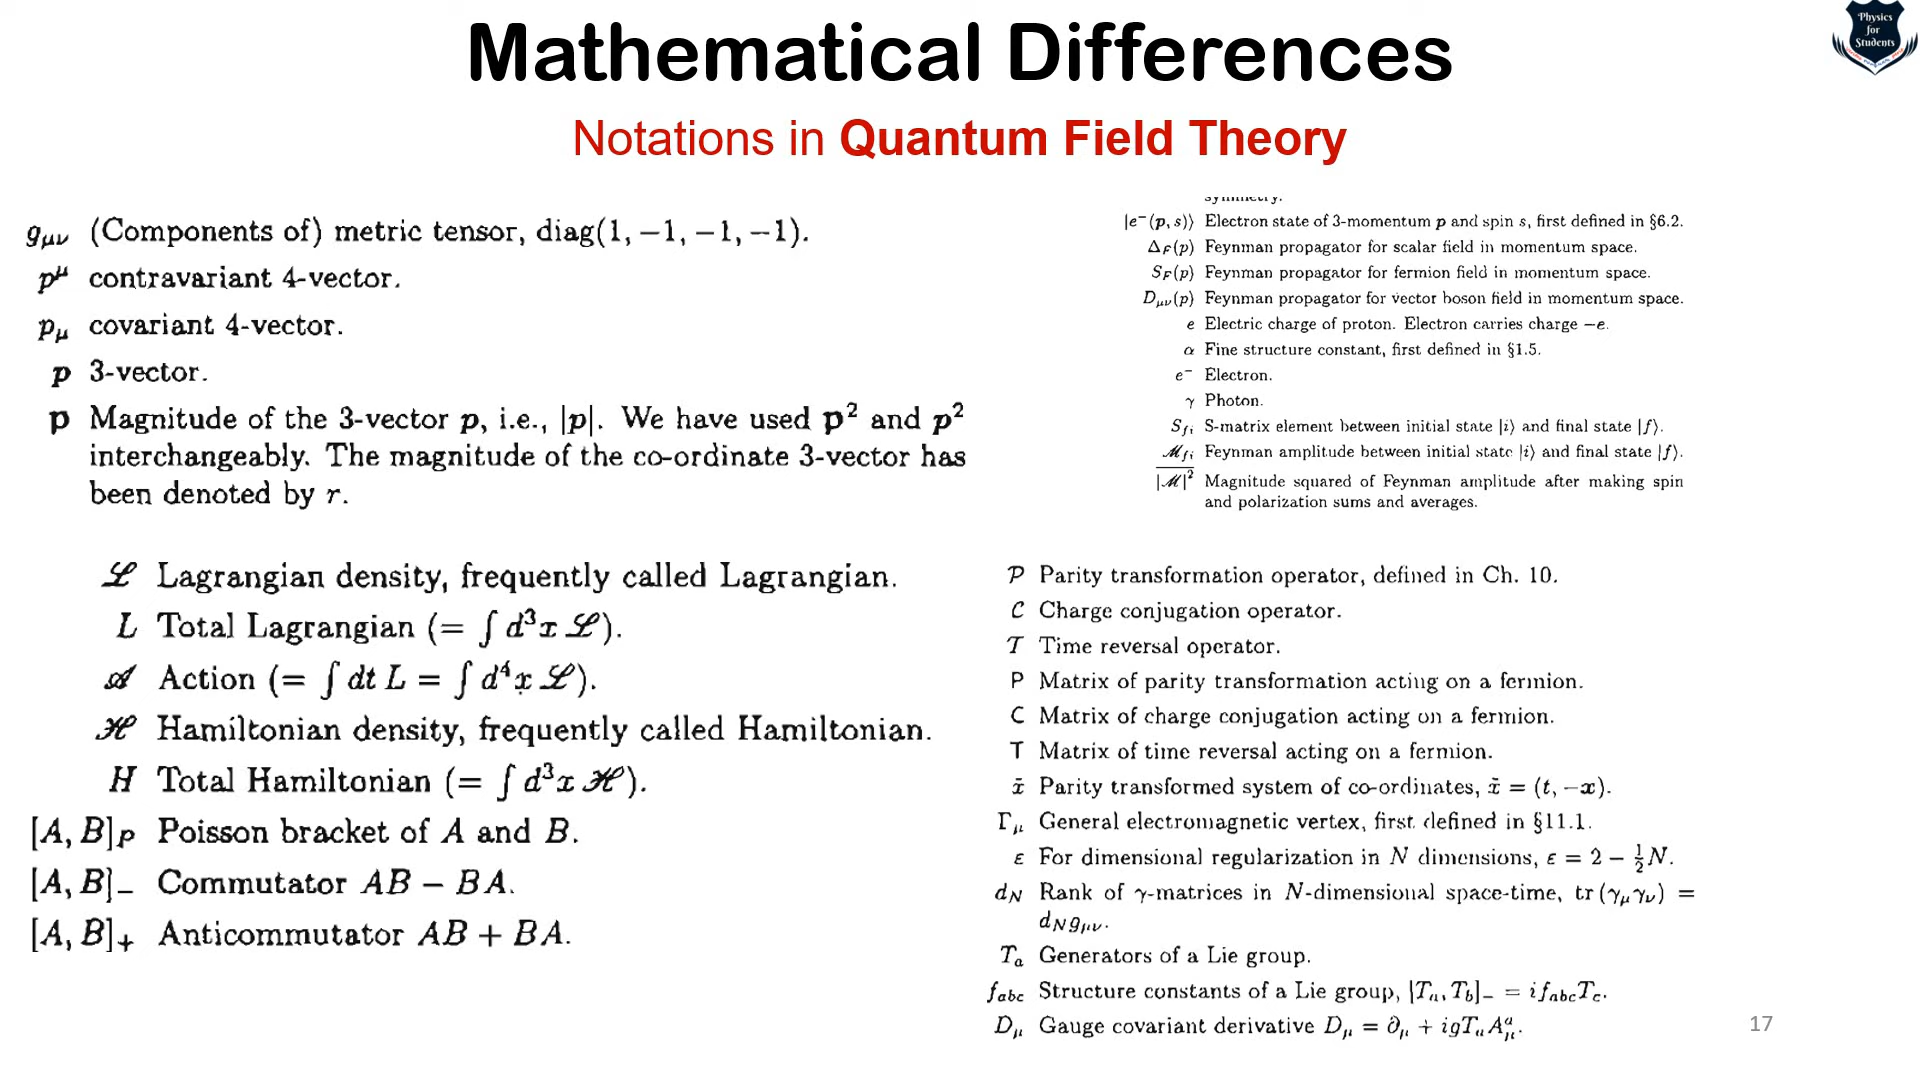 Mathematical Differences
Physics
for
Students
Notations in Quantum Field Theory
g_μν (Components of) metric tensor, diag(1, −1, −1, −1).
p^μ contravariant 4-vector.
p_μ covariant 4-vector.
p 3-vector.
p Magnitude of the 3-vector p, i.e., |p|. We have used p² and p²
interchangeably. The magnitude of the co-ordinate 3-vector has
been denoted by r.
ℒ Lagrangian density, frequently called Lagrangian.
L Total Lagrangian (= ∫ d³x ℒ).
𝒜 Action (= ∫ dt L = ∫ d⁴x ℒ).
ℋ Hamiltonian density, frequently called Hamiltonian.
H Total Hamiltonian (= ∫ d³x ℋ).
[A, B]_P Poisson bracket of A and B.
[A, B]₋ Commutator AB − BA.
[A, B]₊ Anticommutator AB + BA.
symmetry.
|e⁻(p, s)⟩ Electron state of 3-momentum p and spin s, first defined in §6.2.
Δ_F(p) Feynman propagator for scalar field in momentum space.
S_F(p) Feynman propagator for fermion field in momentum space.
D_μν(p) Feynman propagator for vector boson field in momentum space.
e Electric charge of proton. Electron carries charge −e.
α Fine structure constant, first defined in §1.5.
e⁻ Electron.
γ Photon.
S_fi S-matrix element between initial state |i⟩ and final state |f⟩.
ℳ_fi Feynman amplitude between initial state |i⟩ and final state |f⟩.
|ℳ|² Magnitude squared of Feynman amplitude after making spin
and polarization sums and averages.
𝒫 Parity transformation operator, defined in Ch. 10.
𝒞 Charge conjugation operator.
𝒯 Time reversal operator.
P Matrix of parity transformation acting on a fermion.
C Matrix of charge conjugation acting on a fermion.
T Matrix of time reversal acting on a fermion.
x̃ Parity transformed system of co-ordinates, x̃ = (t, −x).
Γ_μ General electromagnetic vertex, first defined in §11.1.
ε For dimensional regularization in N dimensions, ε = 2 − ½N.
d_N Rank of γ-matrices in N-dimensional space-time, tr(γ_μγ_ν) =
d_N g_μν.
T_a Generators of a Lie group.
f_abc Structure constants of a Lie group, [T_a, T_b]₋ = i f_abc T_c.
D_μ Gauge covariant derivative D_μ = ∂_μ + igT_a A^a_μ.
17